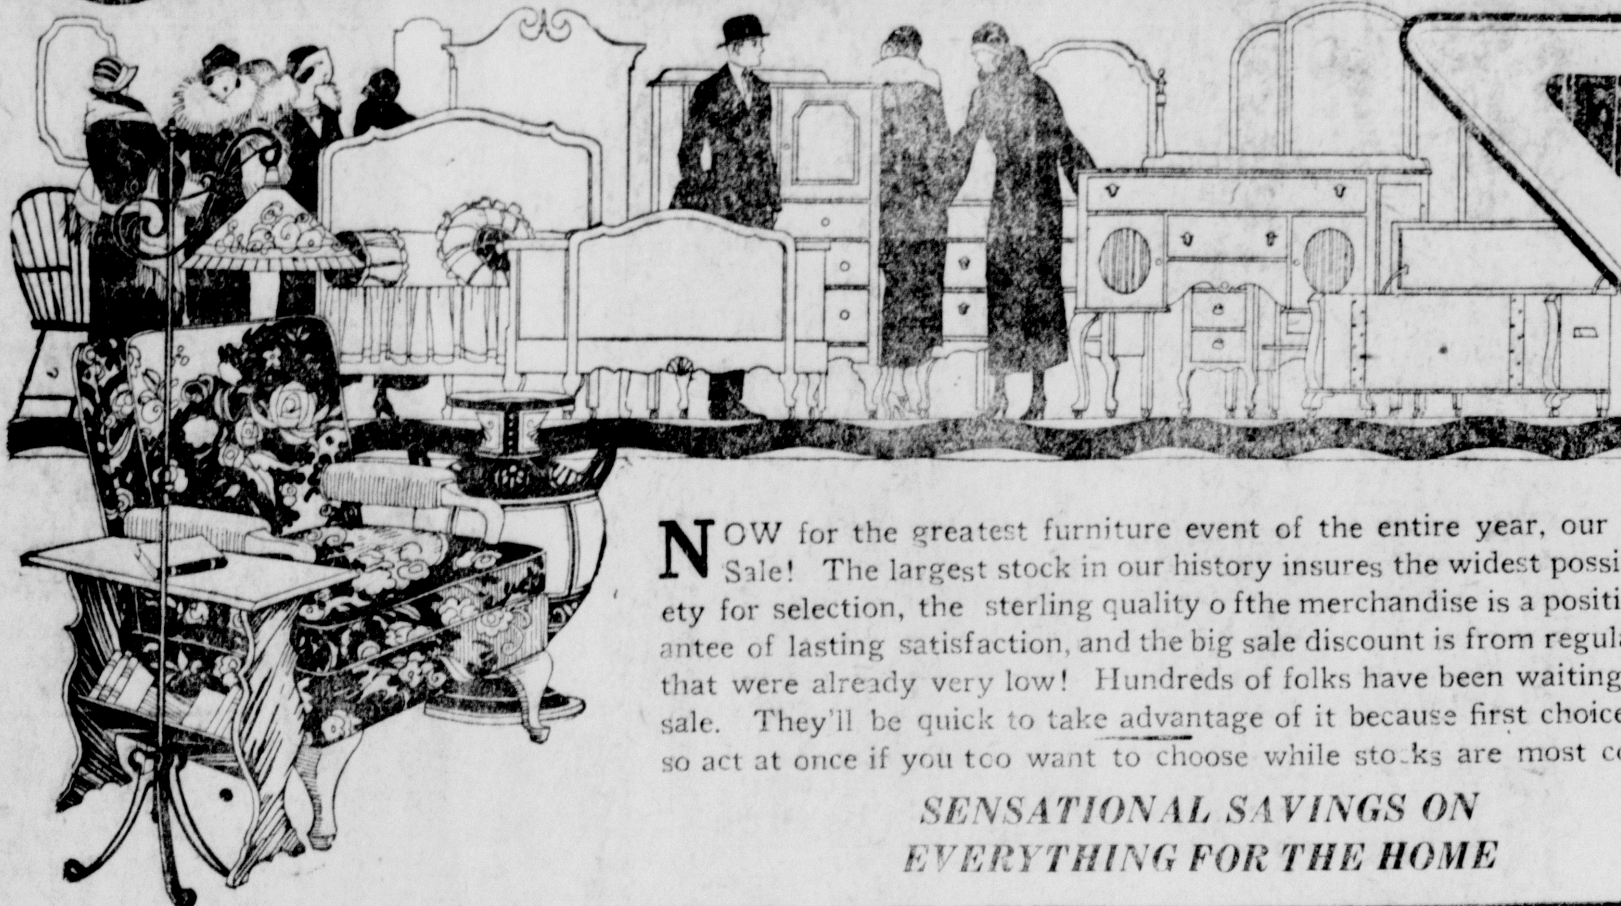 NOW for the greatest furniture event of the entire year, our
Sale! The largest stock in our history insures the widest possi
ety for selection, the sterling quality o fthe merchandise is a positi
antee of lasting satisfaction, and the big sale discount is from regul
that were already very low! Hundreds of folks have been waiting
sale. They'll be quick to take advantage of it because first choice
so act at once if you too want to choose while stocks are most c
SENSATIONAL SAVINGS ON
EVERYTHING FOR THE HOME